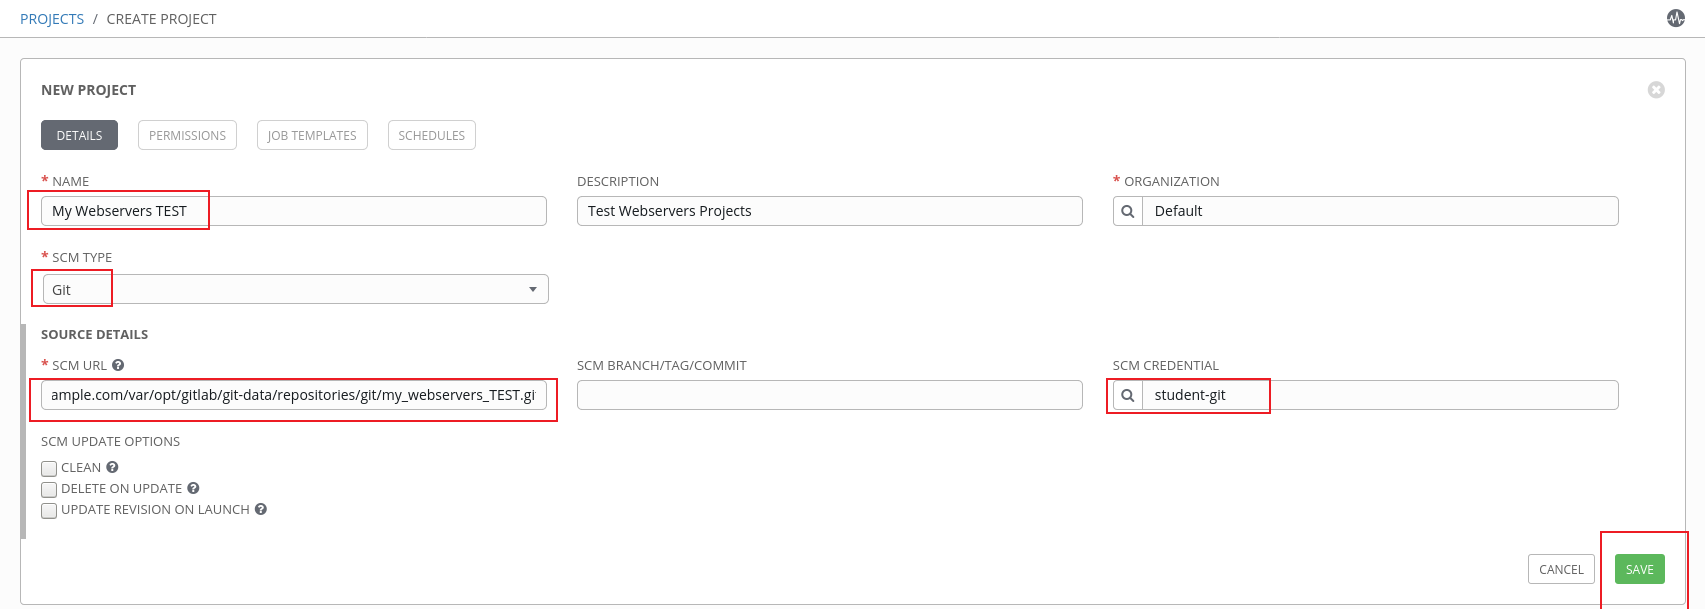 PROJECTS / CREATE PROJECT
NEW PROJECT
DETAILS PERMISSIONS JOB TEMPLATES SCHEDULES
* NAME DESCRIPTION * ORGANIZATION
My Webservers TEST Test Webservers Projects Default
* SCM TYPE
Git
SOURCE DETAILS
* SCM URL ? SCM BRANCH/TAG/COMMIT SCM CREDENTIAL
ample.com/var/opt/gitlab/git-data/repositories/git/my_webservers_TEST.gi student-git
SCM UPDATE OPTIONS
CLEAN ?
DELETE ON UPDATE ?
UPDATE REVISION ON LAUNCH ?
CANCEL SAVE